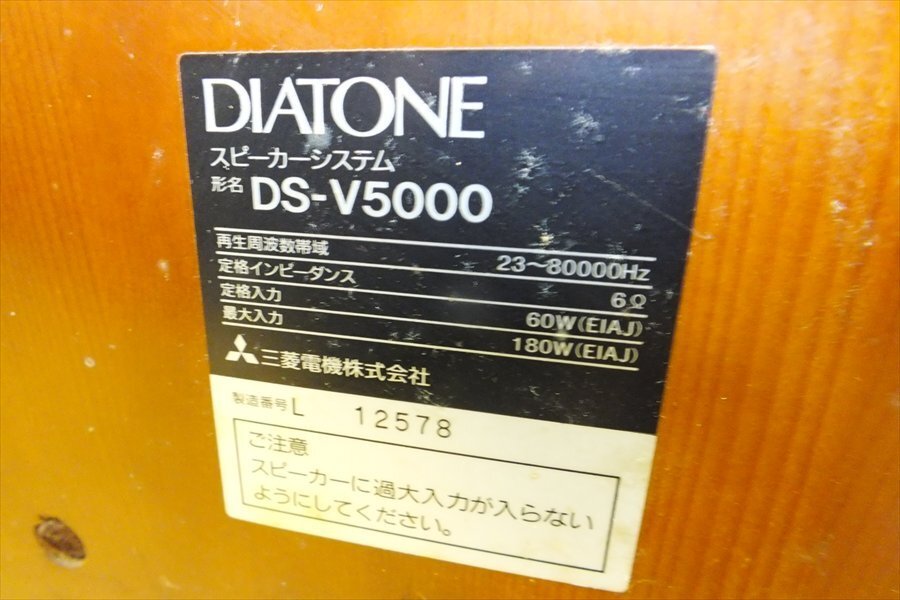 DIATONE
スピーカーシステム
形名 DS-V5000
再生周波数帯域 23〜80000Hz
定格インピーダンス 6Ω
定格入力 60W(EIAJ)
最大入力 180W(EIAJ)
三菱電機株式会社
製造番号 L 12578
ご注意
スピーカーに過大入力が入らない
ようにしてください。